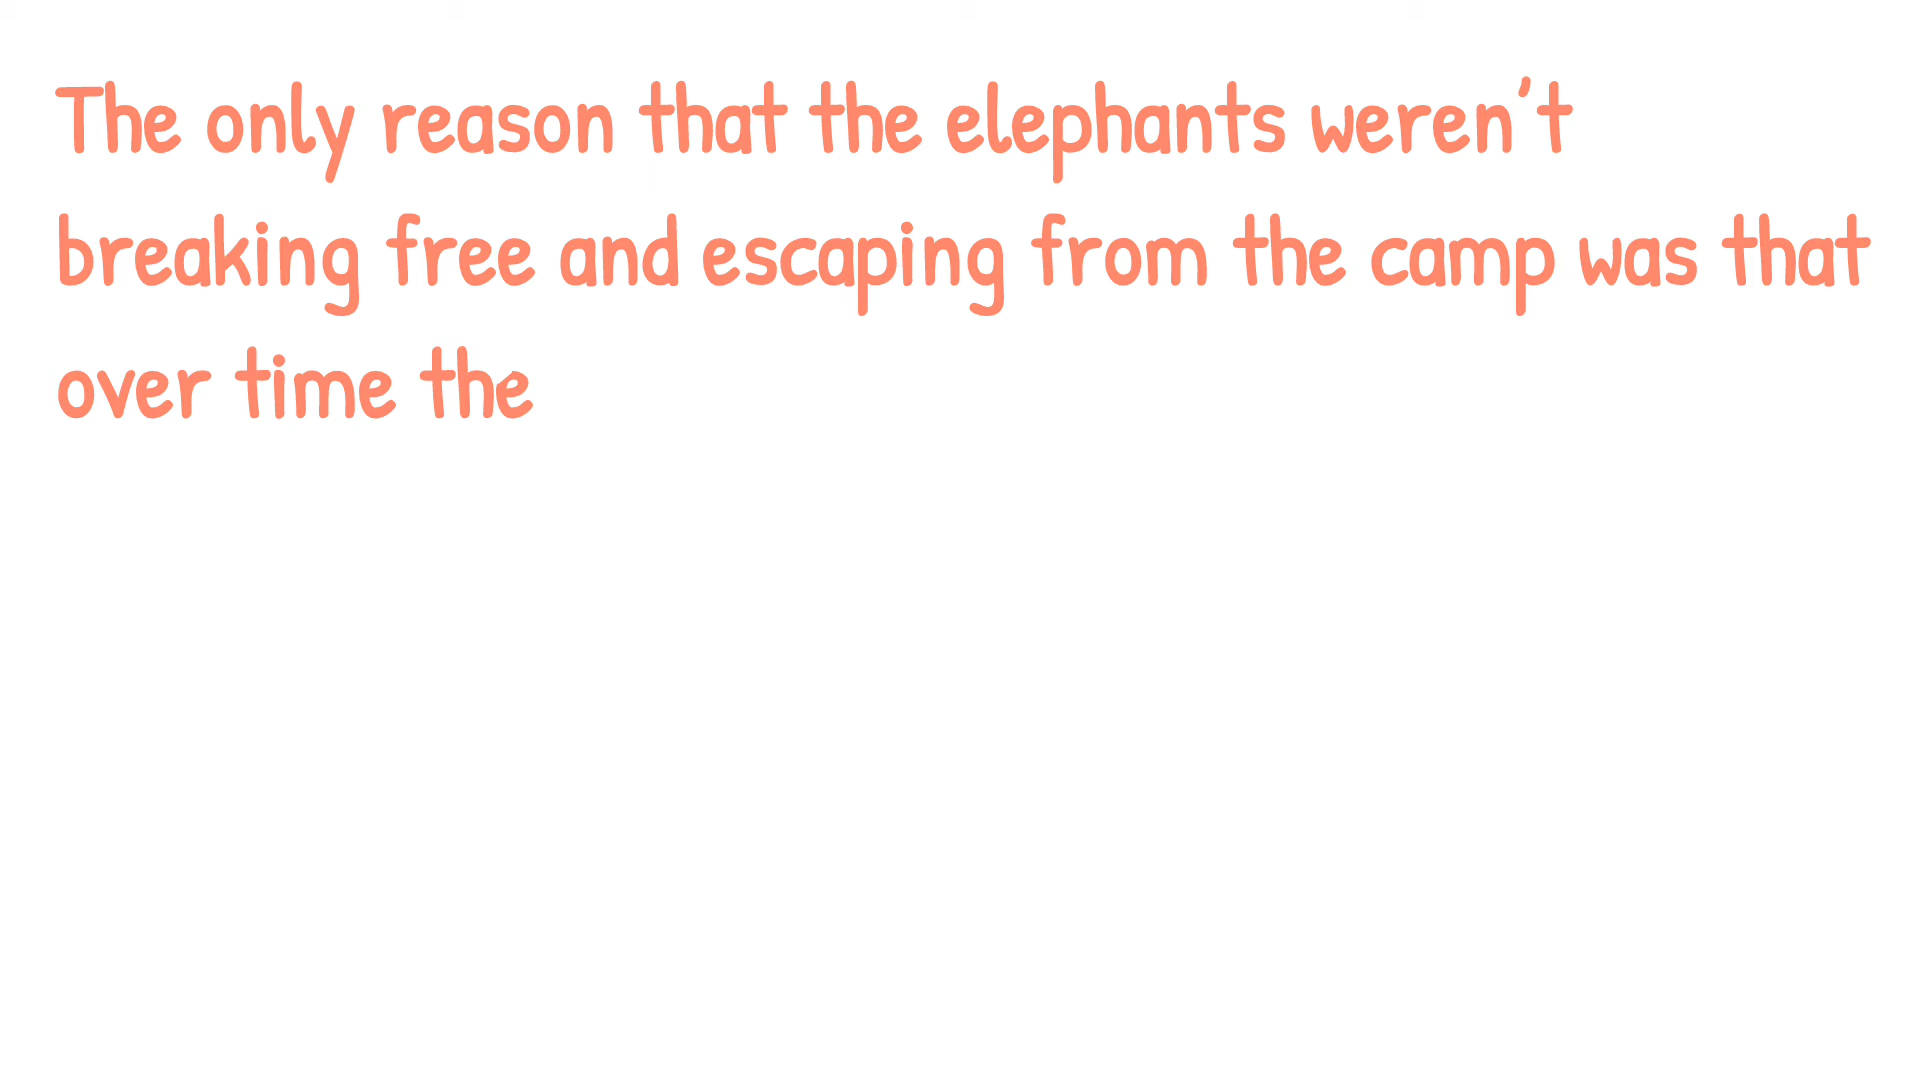 The only reason that the elephants weren't
breaking free and escaping from the camp was that
over time the